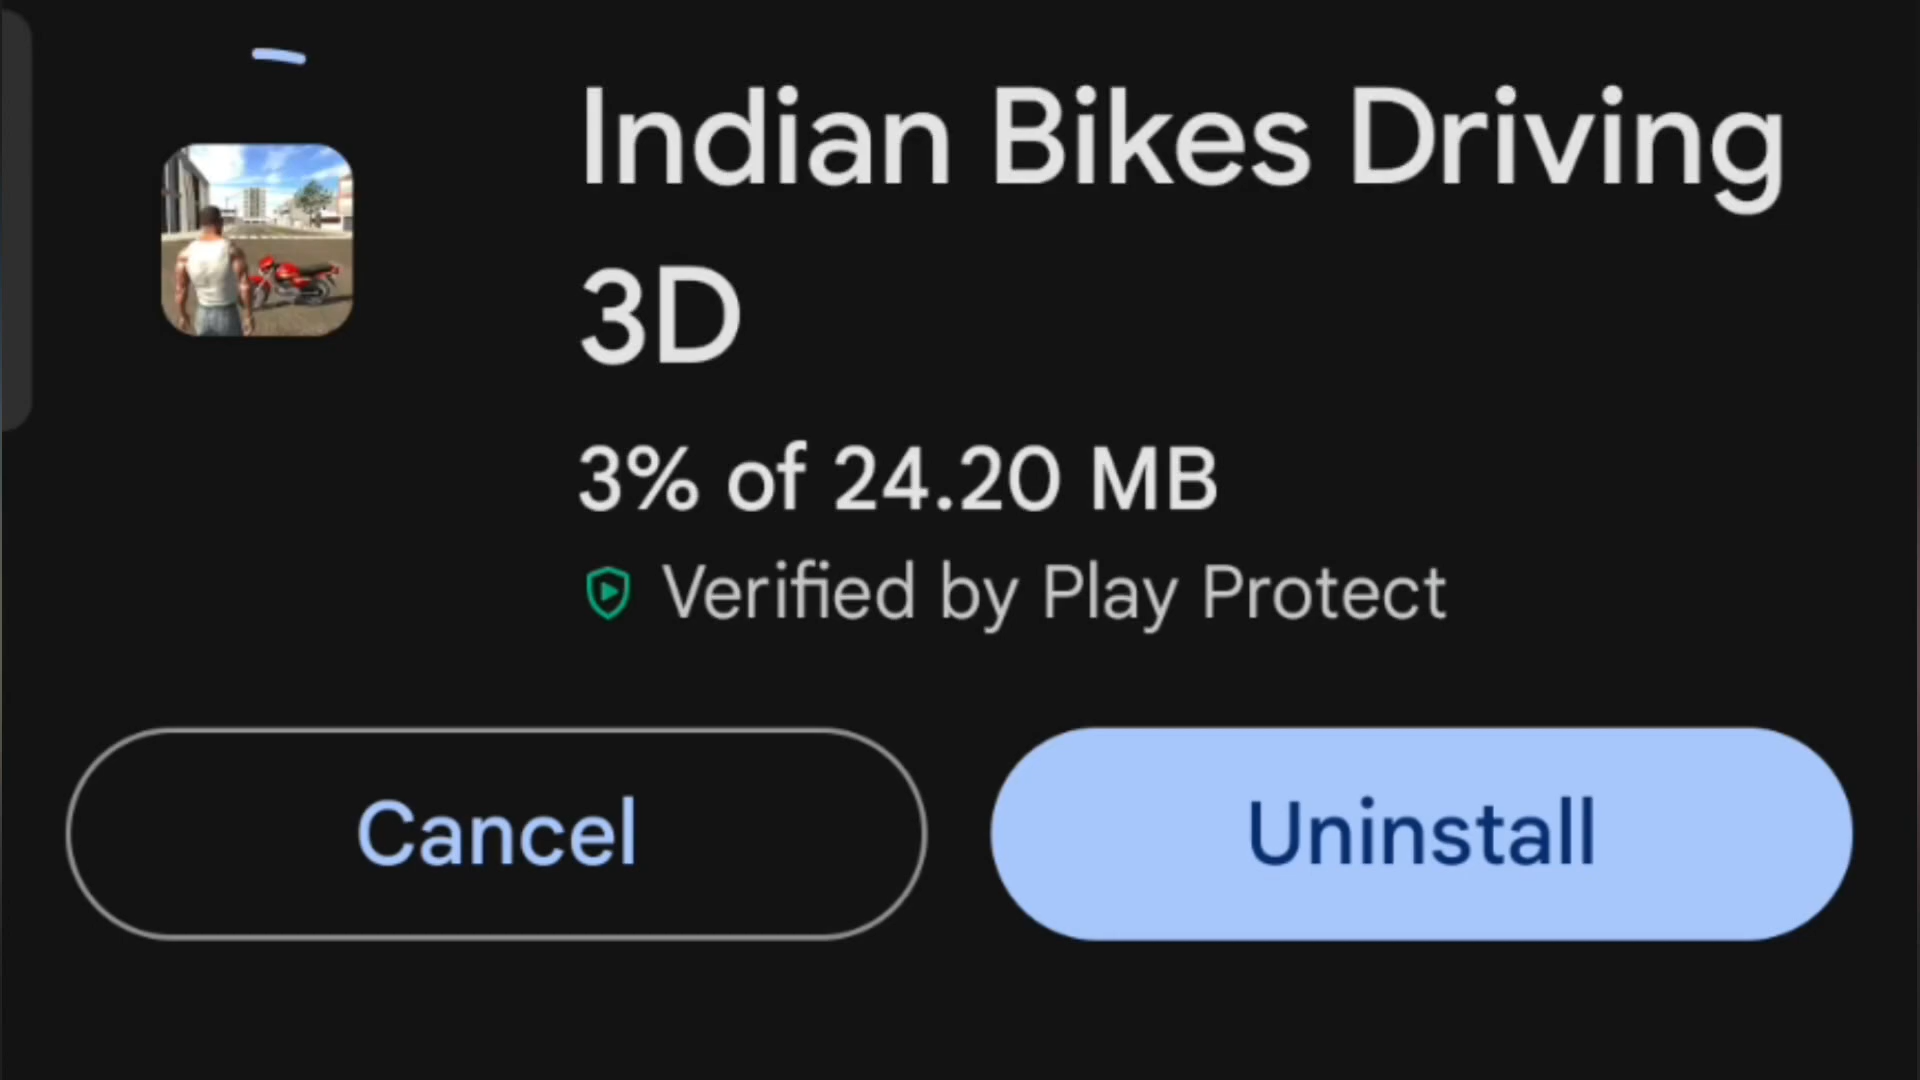 Indian Bikes Driving
3D
3% of 24.20 MB
Verified by Play Protect
Cancel
Uninstall